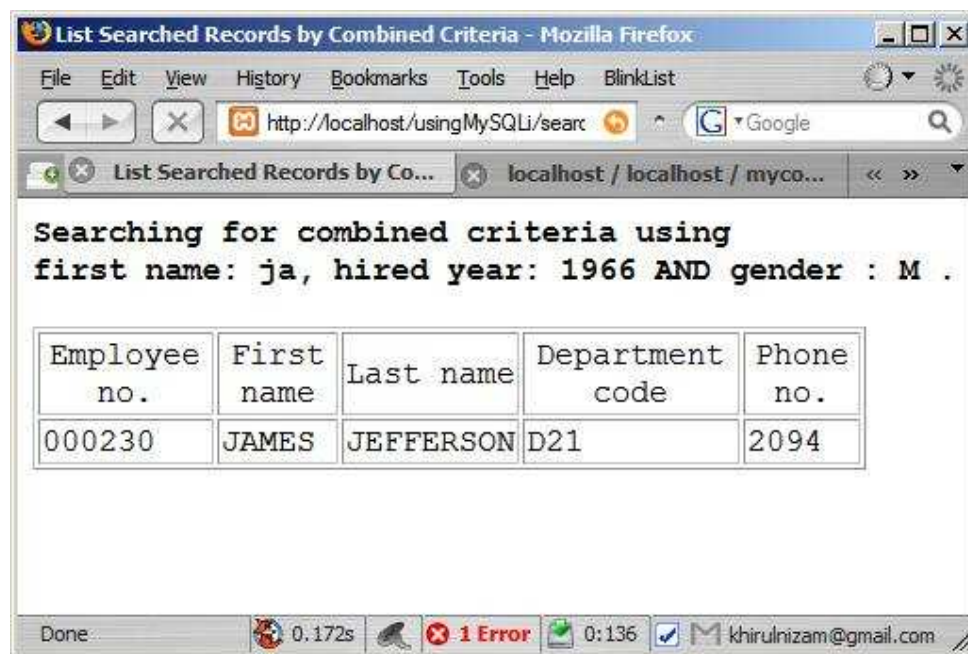 List Searched Records by Combined Criteria - Mozilla Firefox
File Edit View History Bookmarks Tools Help BlinkList
http://localhost/usingMySQLi/searc G Google
List Searched Records by Co... localhost / localhost / myco...
Searching for combined criteria using
first name: ja, hired year: 1966 AND gender : M .
Employee no. First name Last name Department code Phone no.
000230 JAMES JEFFERSON D21 2094
Done 0.172s 1 Error 0:136 khirulnizam@gmail.com